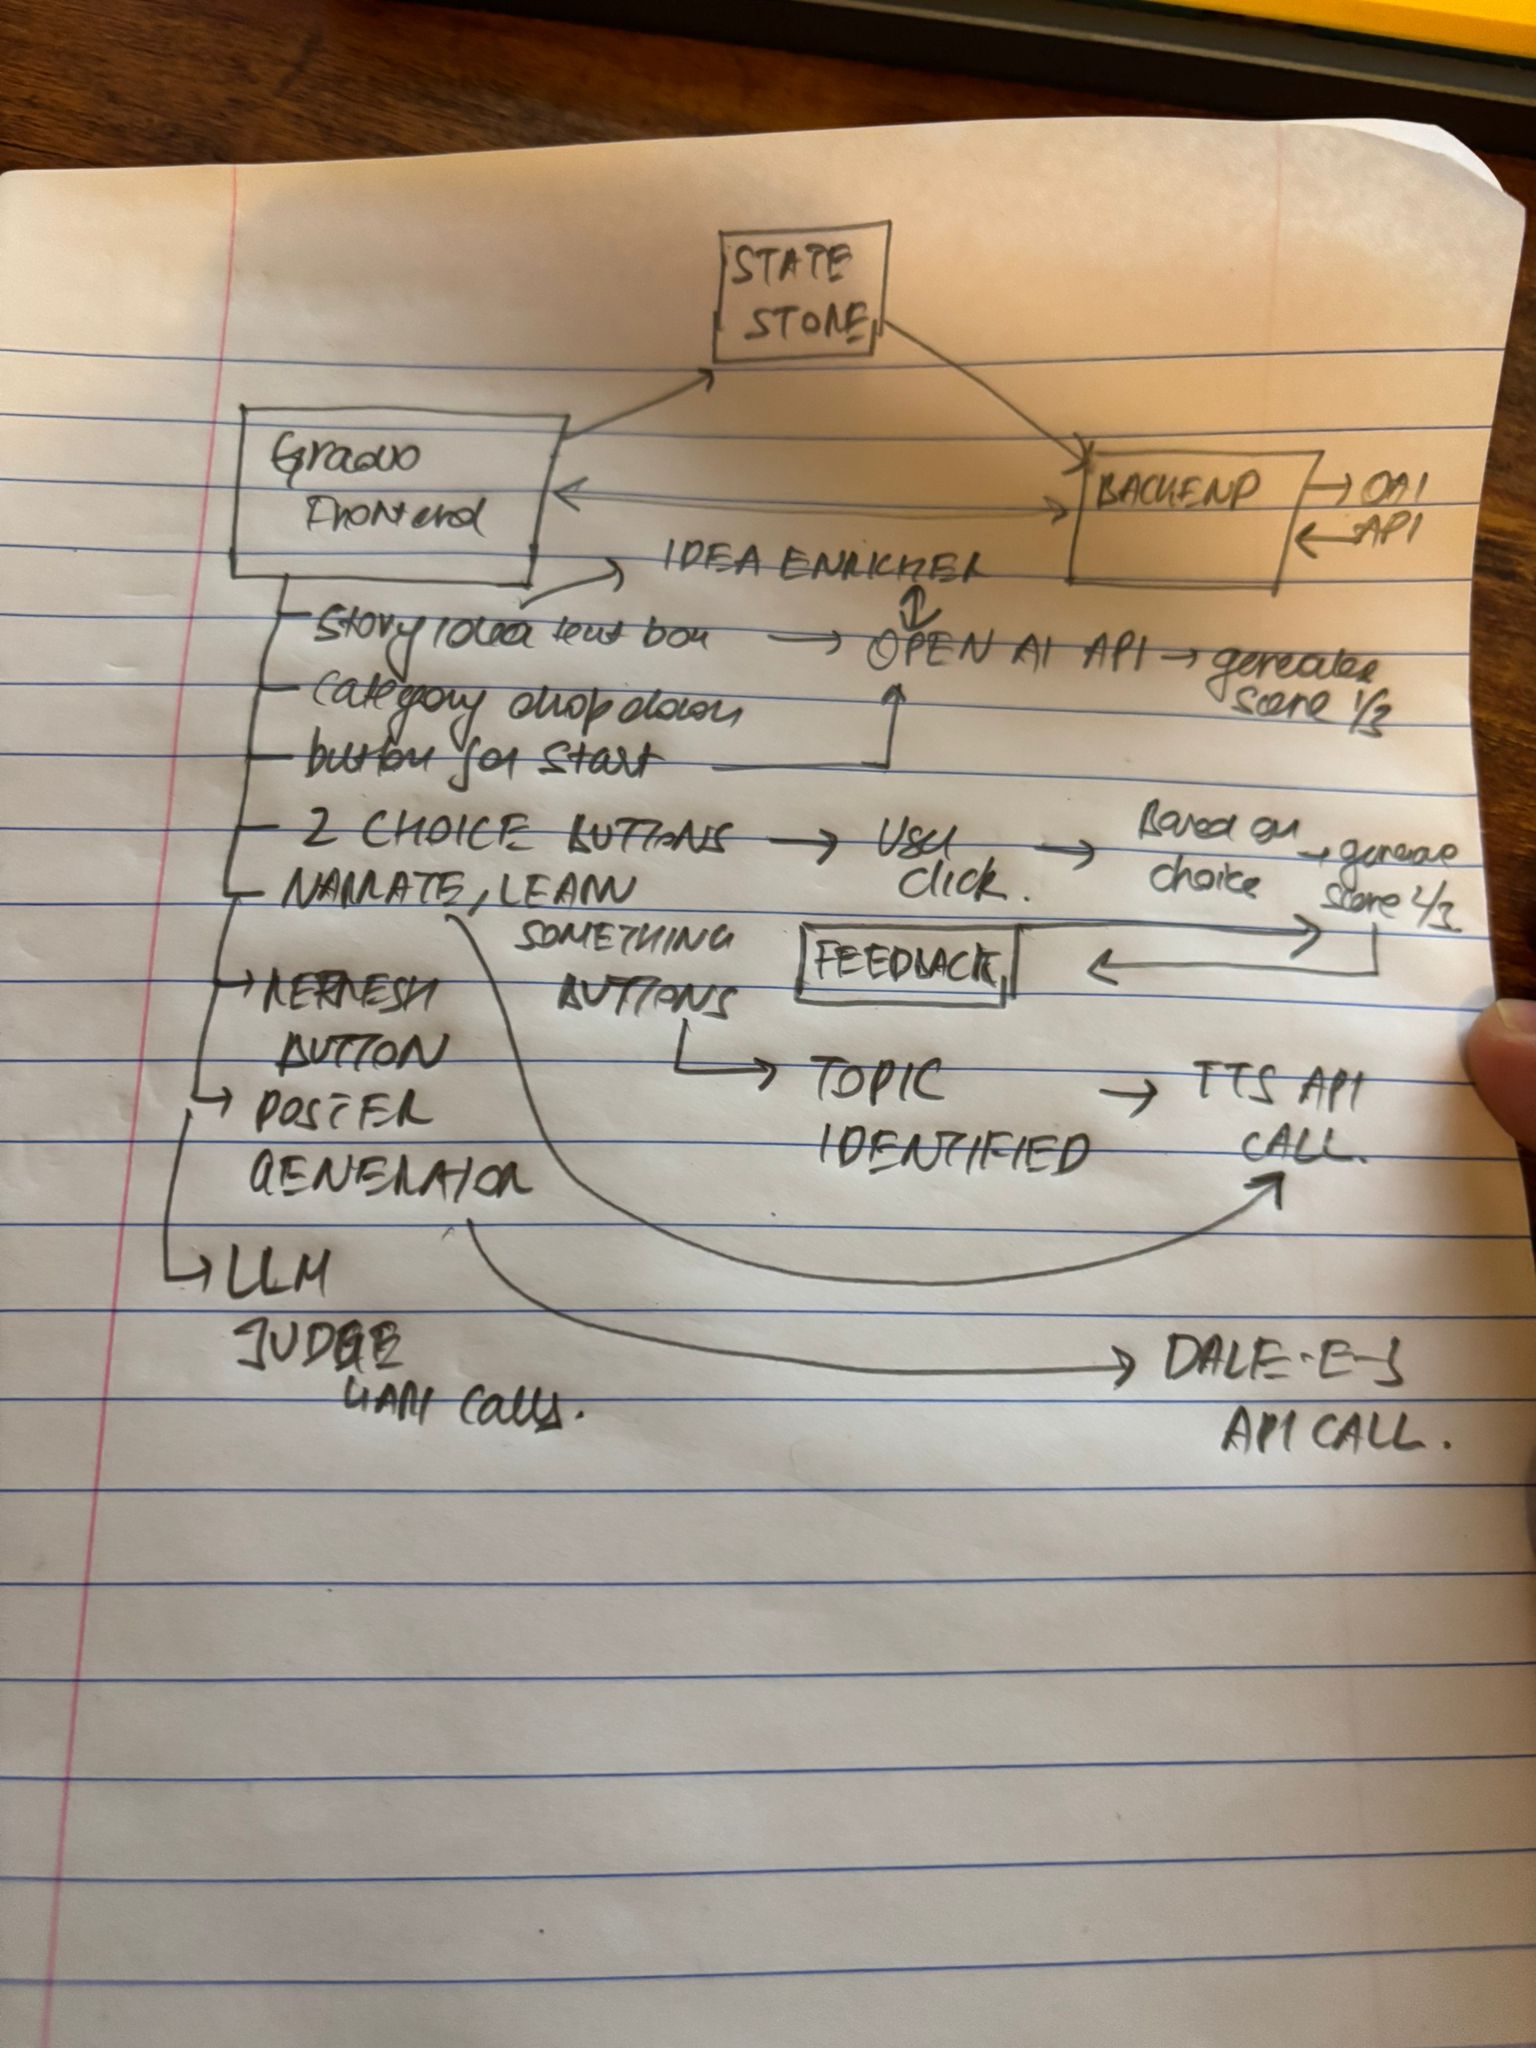 STATE
STORE
Gradio
Frontend
BACKEND → OAI
API
IDEA ENRICHER
Story idea text box → OPEN AI API → generates
scene 1/3
category drop down
button for Start
2 CHOICE BUTTONS → User
click.
→ Based on
choice
→ generate
scene 2/3
NARRATE, LEARN
SOMETHING
BUTTONS
FEEDBACK
REFRESH
BUTTON
TOPIC
IDENTIFIED
→ TTS API
CALL.
POSTER
GENERATOR
LLM
JUDGE
4 API calls.
DALE-E-3
API CALL.